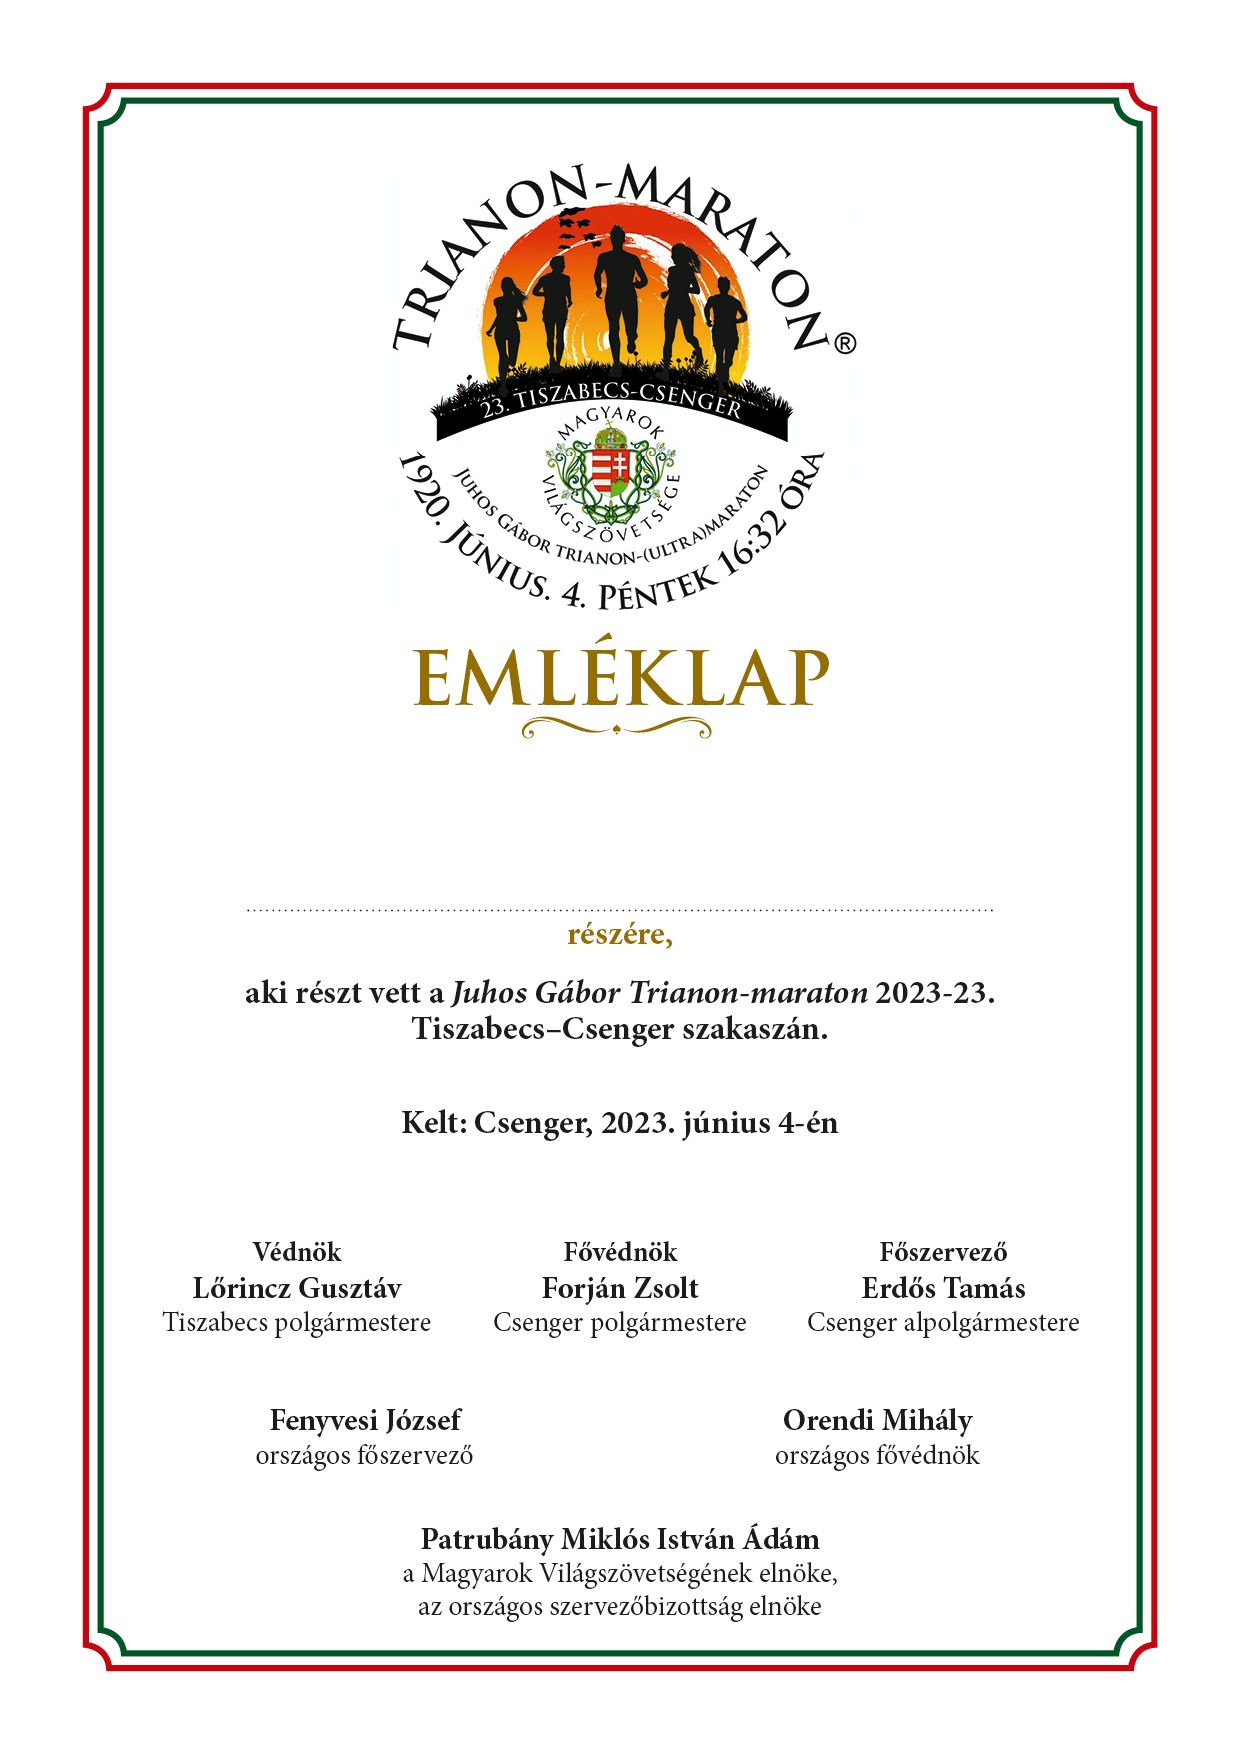 TRIANON-MARATON®
23. TISZABECS-CSENGER
MAGYAROK
VILÁGSZÖVETSÉGE
JUHOS GÁBOR TRIANON-(ULTRA)MARATON
1920. JÚNIUS. 4. PÉNTEK 16:32 ÓRA
EMLÉKLAP
részére,
aki részt vett a Juhos Gábor Trianon-maraton 2023-23.
Tiszabecs–Csenger szakaszán.
Kelt: Csenger, 2023. június 4-én
Védnök Fővédnök Főszervező
Lőrincz Gusztáv Forján Zsolt Erdős Tamás
Tiszabecs polgármestere Csenger polgármestere Csenger alpolgármestere
Fenyvesi József Orendi Mihály
országos főszervező országos fővédnök
Patrubány Miklós István Ádám
a Magyarok Világszövetségének elnöke,
az országos szervezőbizottság elnöke